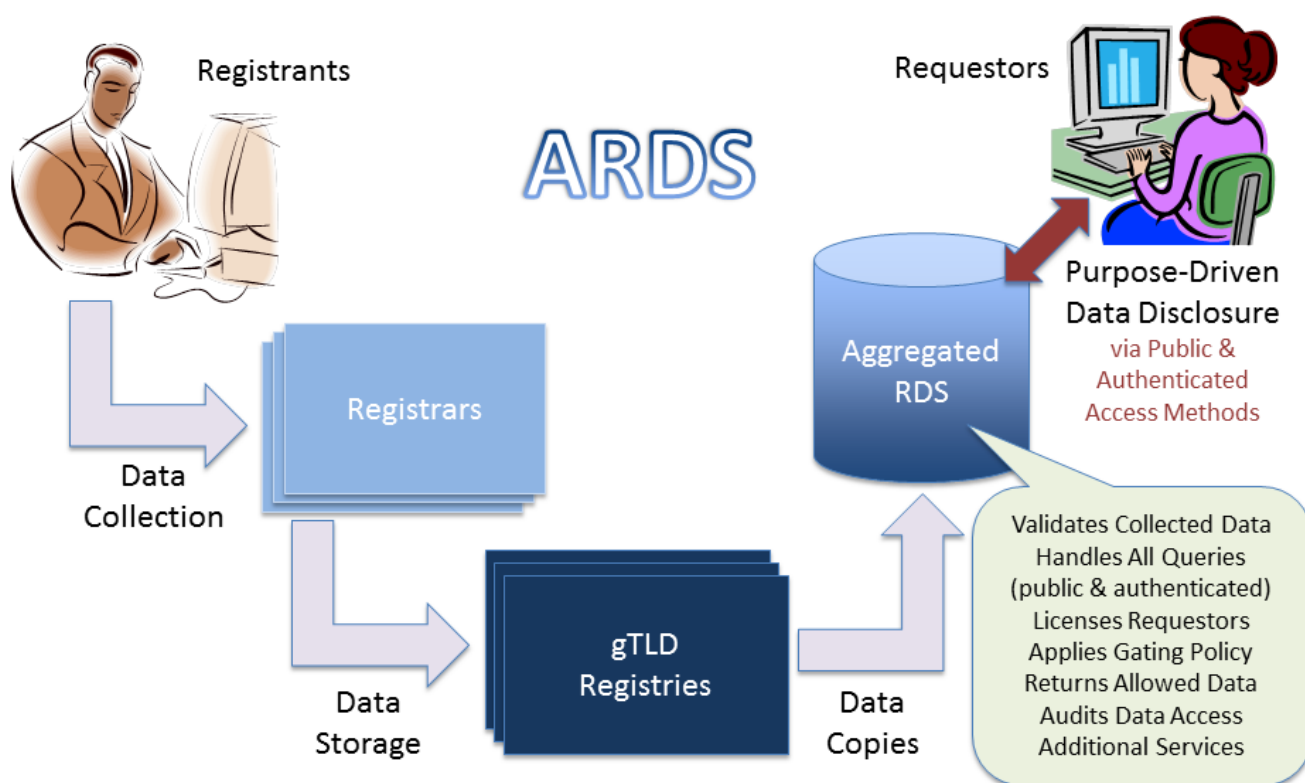 Registrants
Requestors
ARDS
Purpose-Driven
Data Disclosure
via Public &
Authenticated
Access Methods
Aggregated
RDS
Registrars
Data
Collection
Validates Collected Data
Handles All Queries
(public & authenticated)
Licenses Requestors
Applies Gating Policy
Returns Allowed Data
Audits Data Access
Additional Services
gTLD
Registries
Data
Storage
Data
Copies